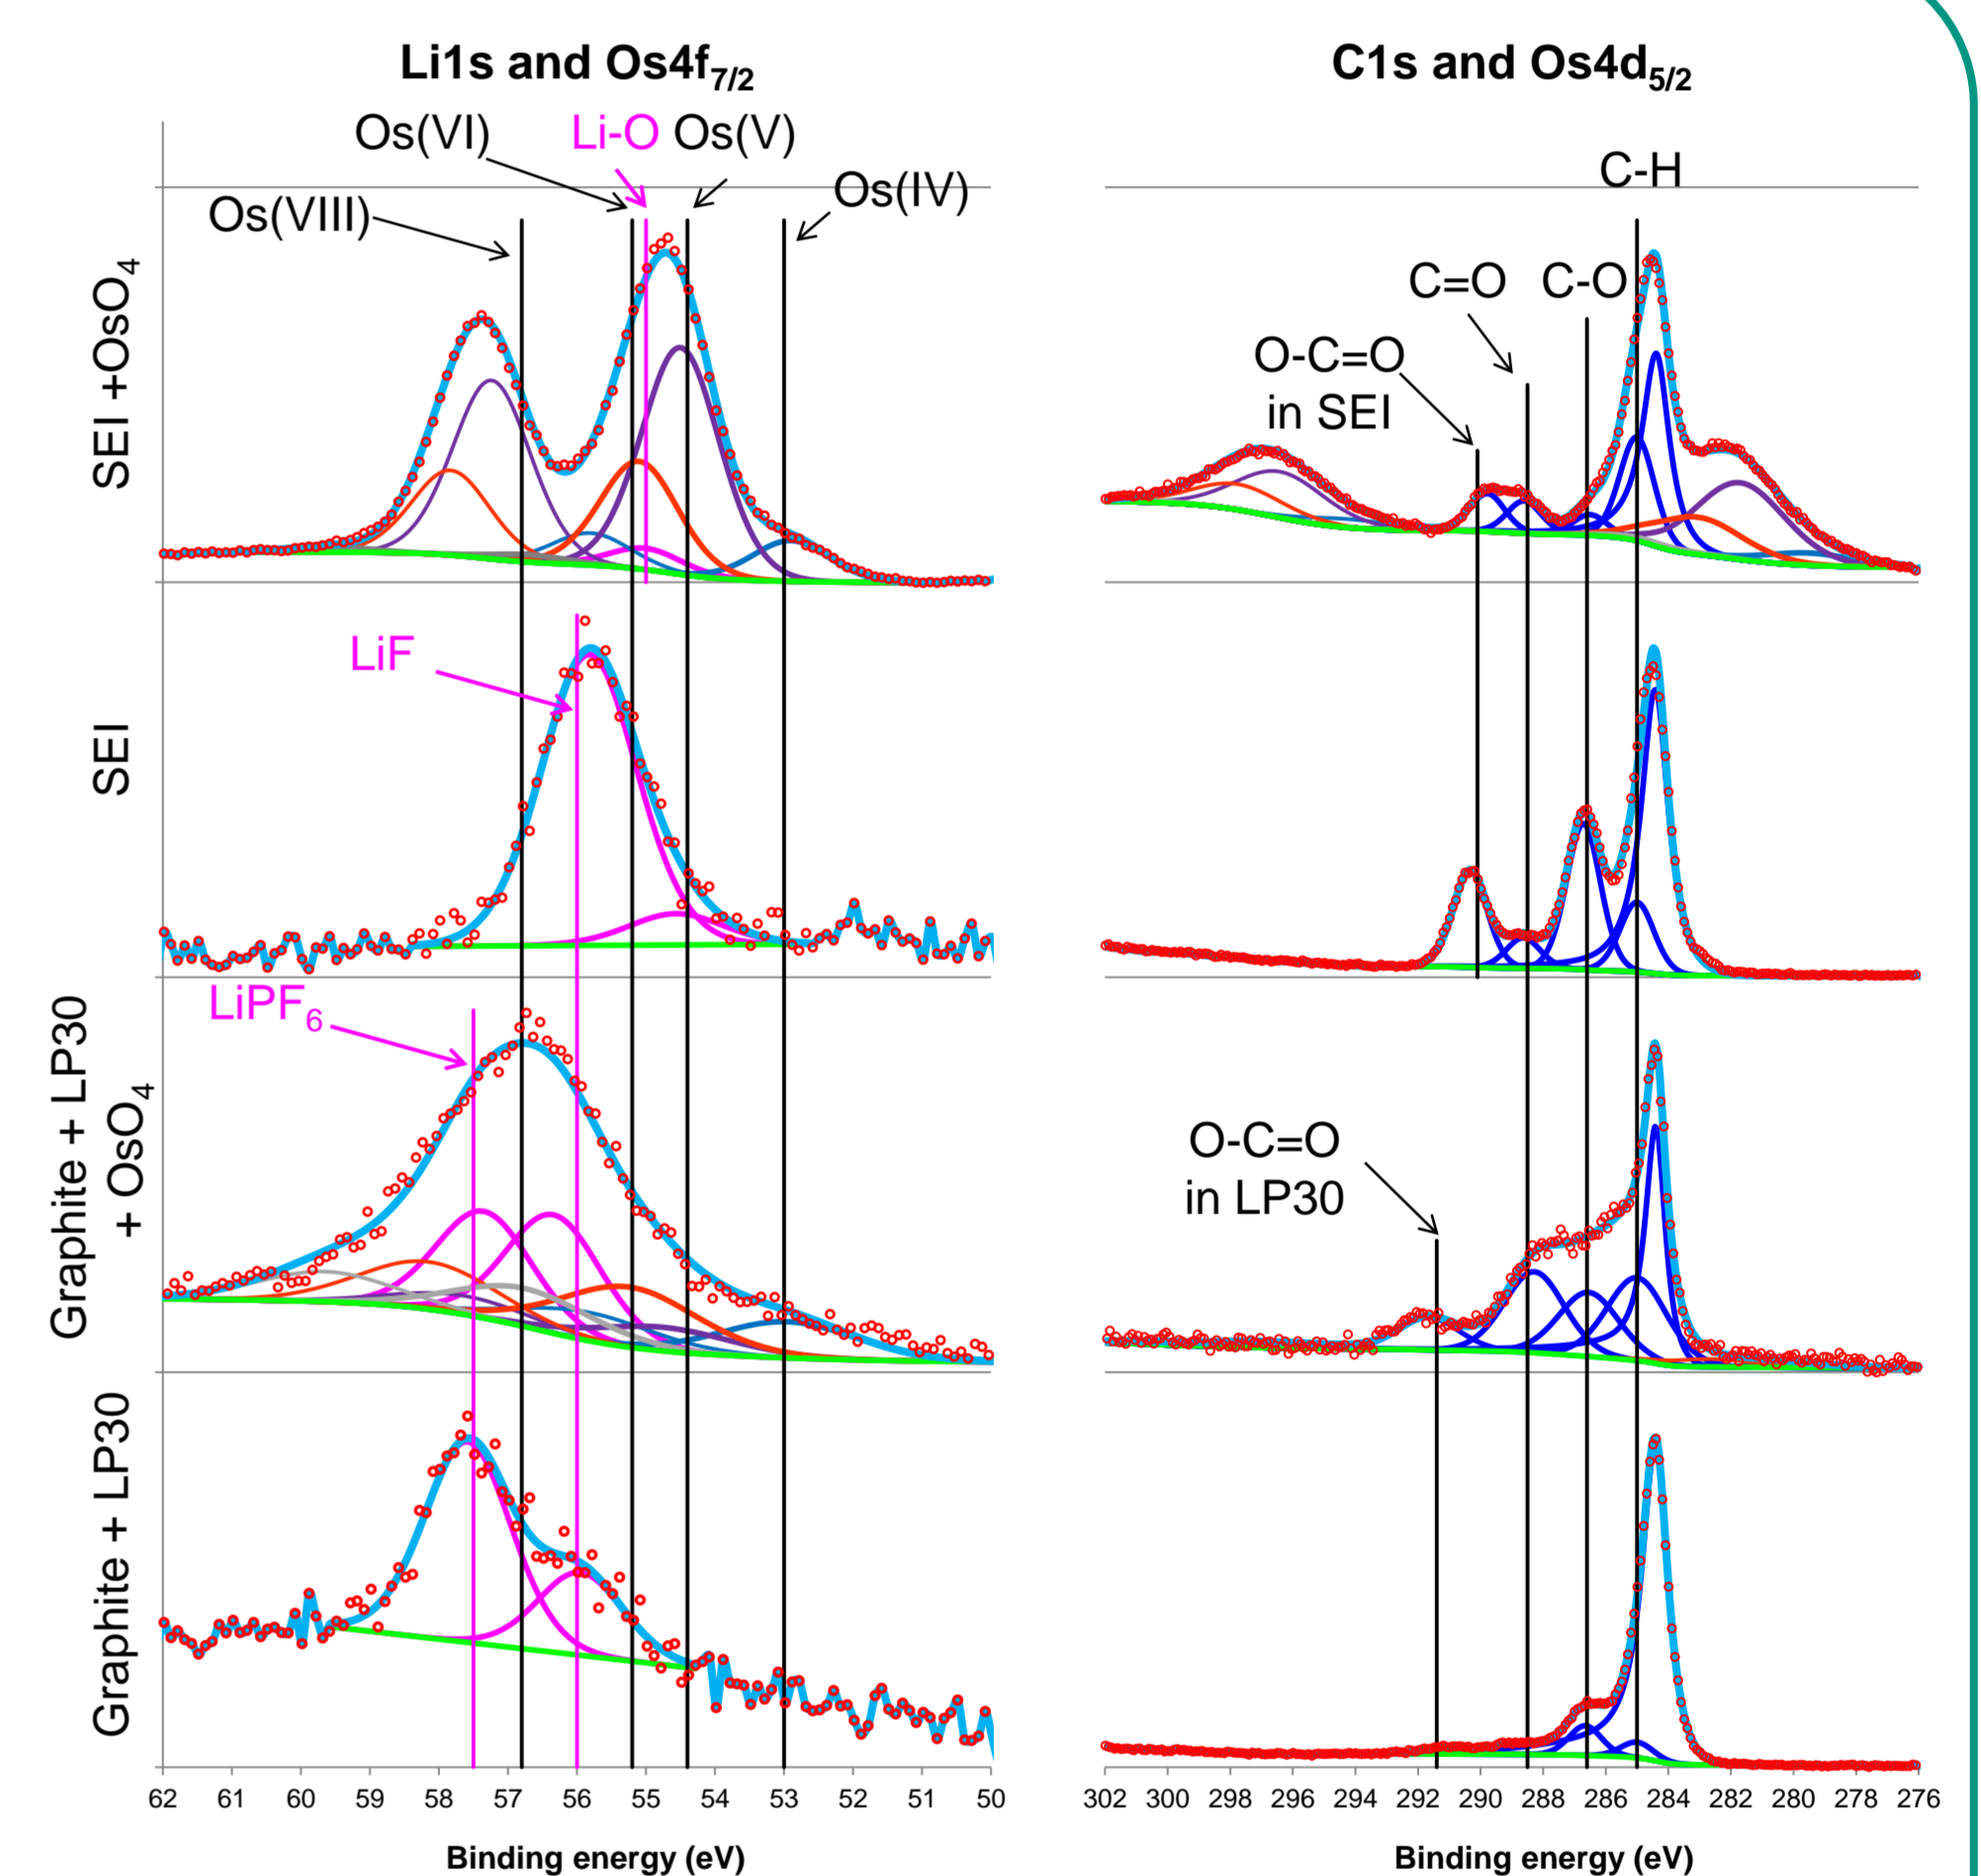 Li1s and Os4f7/2
Os(VI) Li-O Os(V)
Os(VIII)
Os(IV)
SEI +OsO4
LiF
SEI
LiPF6
Graphite + LP30
+ OsO4
Graphite + LP30
62 61 60 59 58 57 56 55 54 53 52 51 50
Binding energy (eV)
C1s and Os4d5/2
C-H
C=O C-O
O-C=O
in SEI
O-C=O
in LP30
302 300 298 296 294 292 290 288 286 284 282 280 278 276
Binding energy (eV)